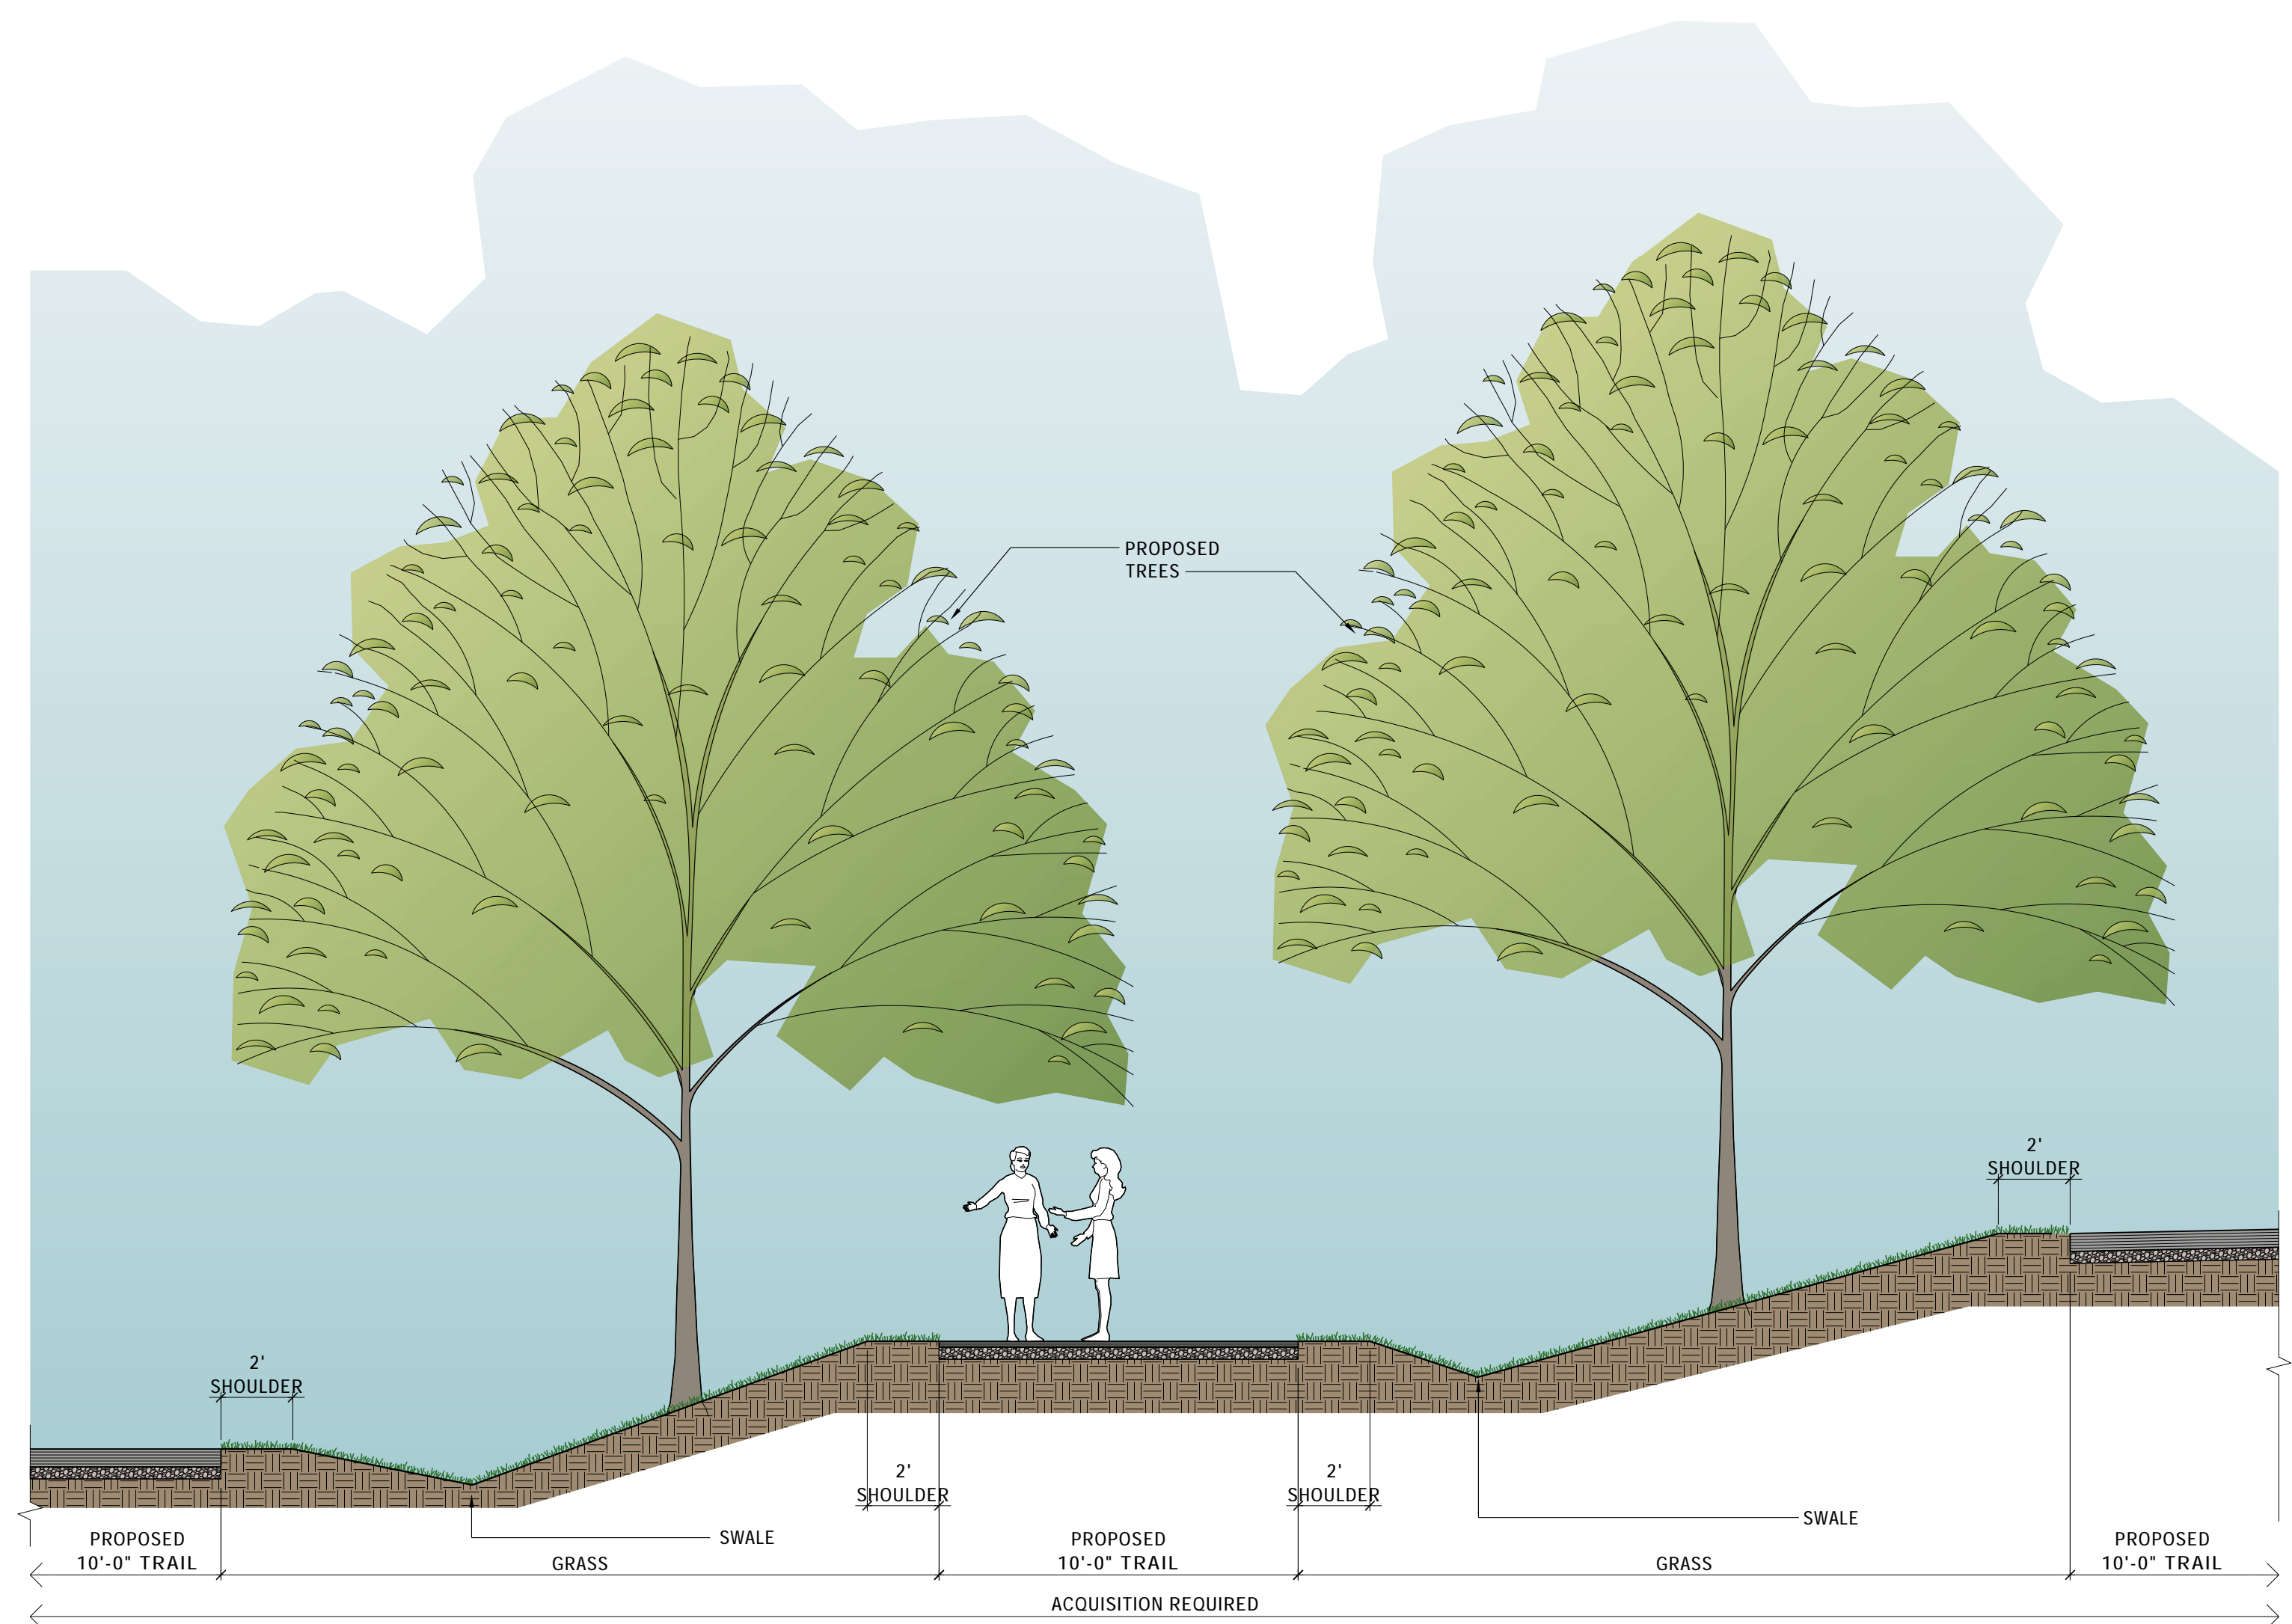 PROPOSED
TREES
2'
SHOULDER
2'
SHOULDER
2'
SHOULDER
2'
SHOULDER
SWALE
SWALE
PROPOSED
10'-0" TRAIL
GRASS
PROPOSED
10'-0" TRAIL
GRASS
PROPOSED
10'-0" TRAIL
ACQUISITION REQUIRED